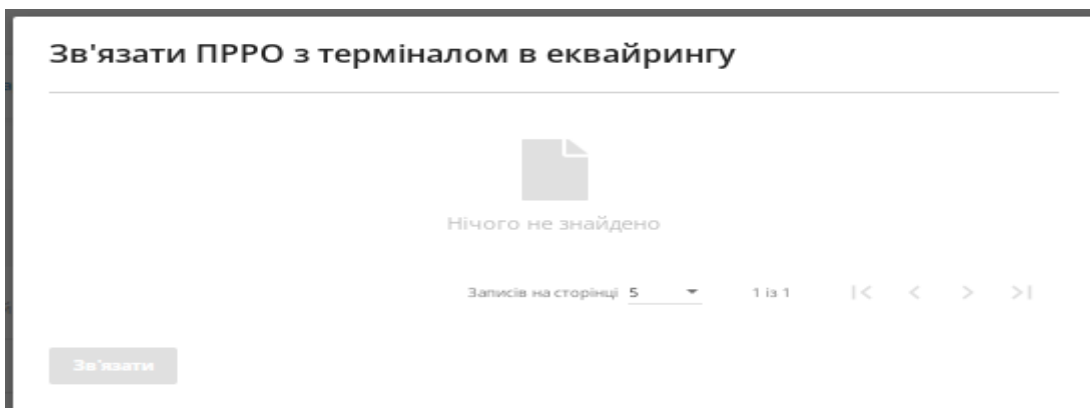 Зв'язати ПРРО з терміналом в еквайрингу
Нічого не знайдено
Записів на сторінці 5 1 із 1
Зв'язати